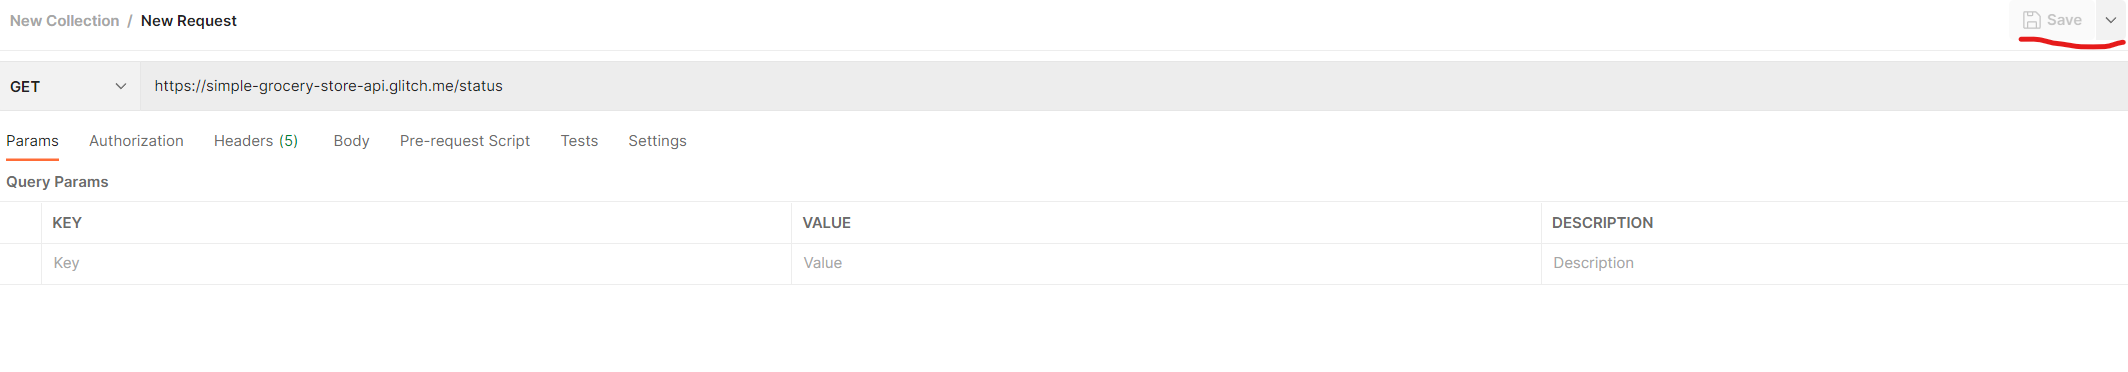 New Collection / New Request
Save
GET
https://simple-grocery-store-api.glitch.me/status
Params Authorization Headers (5) Body Pre-request Script Tests Settings
Query Params
KEY VALUE DESCRIPTION
Key Value Description